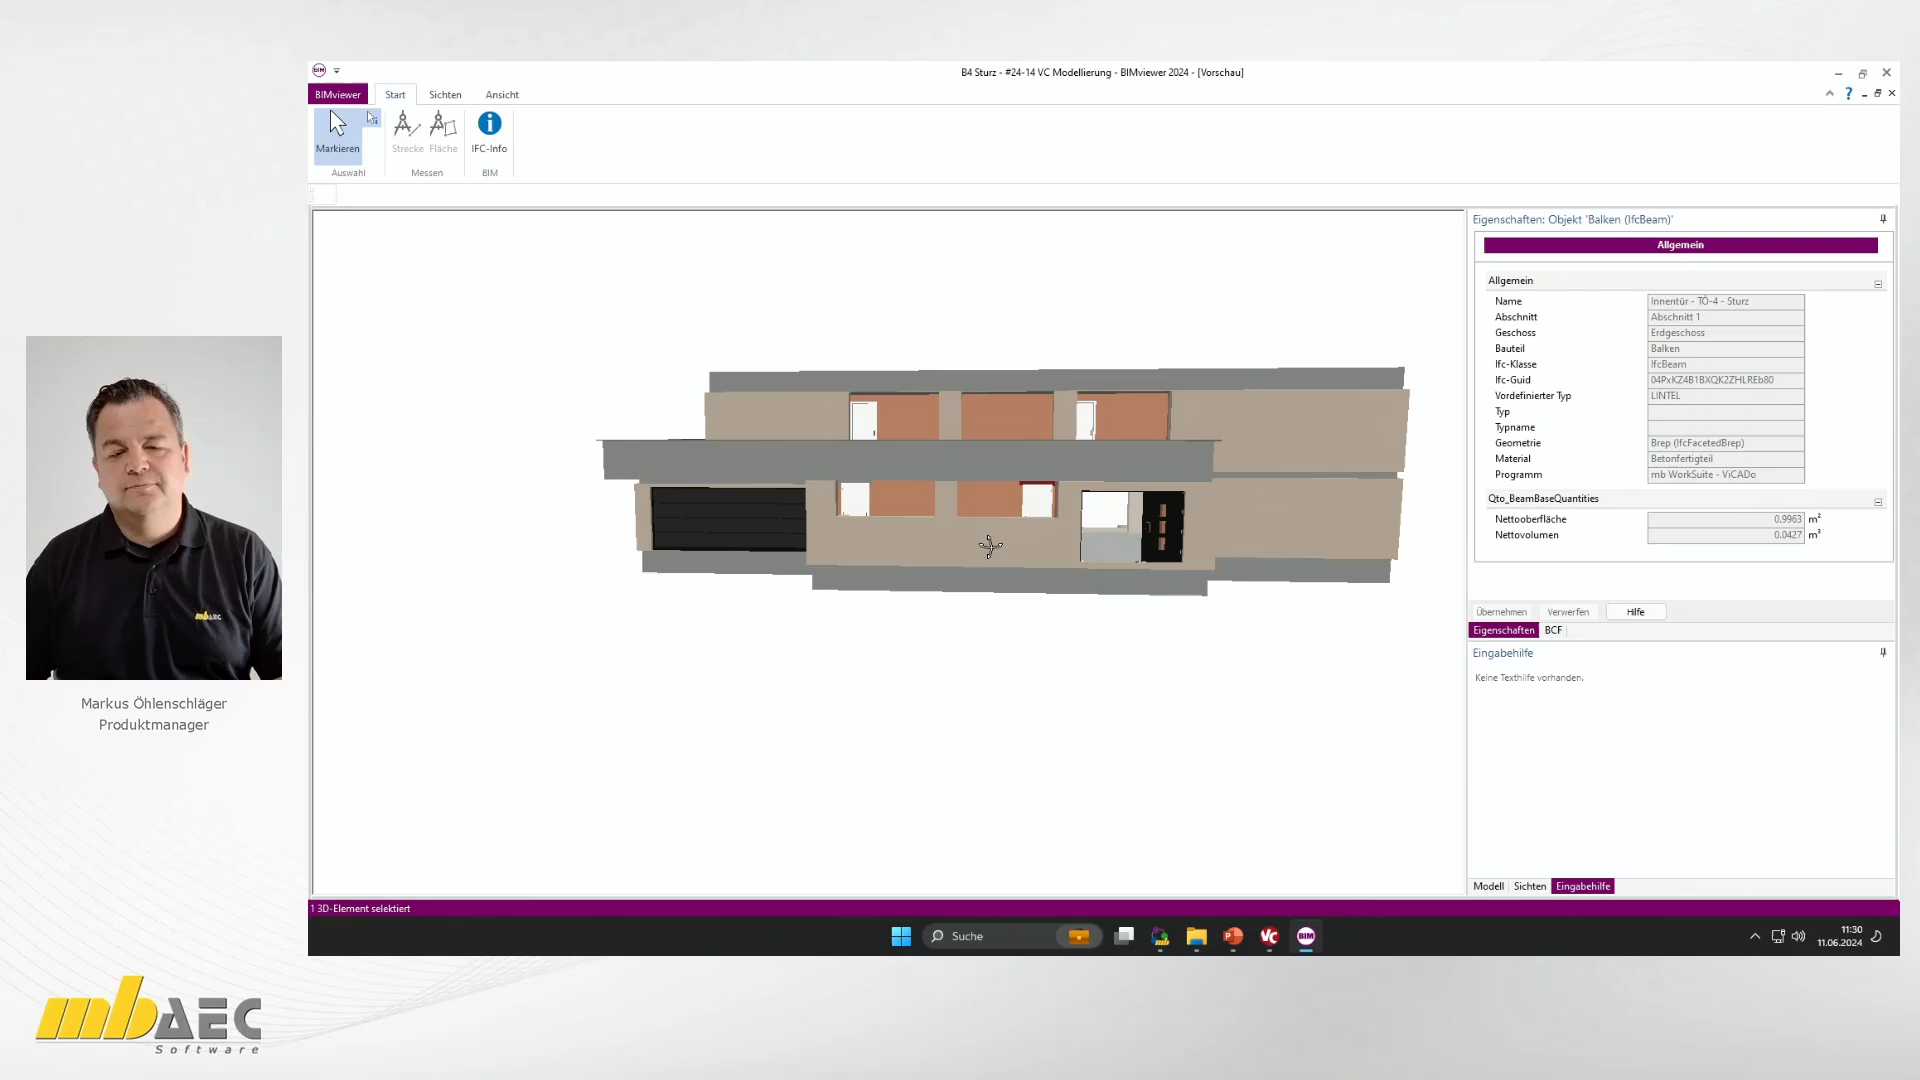 B4 Sturz - #24-14 VC Modellierung - BIMviewer 2024 - [Vorschau]
BIMviewer
Start
Sichten
Ansicht
Markieren
Strecke
Fläche
IFC-Info
Auswahl
Messen
BIM
Eigenschaften: Objekt 'Balken (IfcBeam)'
Allgemein
Allgemein
Name Innentür - TÖ-4 - Sturz
Abschnitt Abschnitt 1
Geschoss Erdgeschoss
Bauteil Balken
Ifc-Klasse IfcBeam
Ifc-Guid 04PxKZ4B1BXQK2ZHLREb80
Vordefinierter Typ LINTEL
Typ
Typname
Geometrie Brep (IfcFacetedBrep)
Material Betonfertigteil
Programm mb WorkSuite - ViCADo
Qto_BeamBaseQuantities
Nettooberfläche 0.9963 m²
Nettovolumen 0.0427 m³
Übernehmen Verwerfen Hilfe
Eigenschaften BCF
Eingabehilfe
Keine Texthilfe vorhanden.
Modell Sichten Eingabehilfe
1 3D-Element selektiert
Suche
VC
BIM
11:30
11.06.2024
mbAEC
Markus Öhlenschläger
Produktmanager
mbAEC
Software